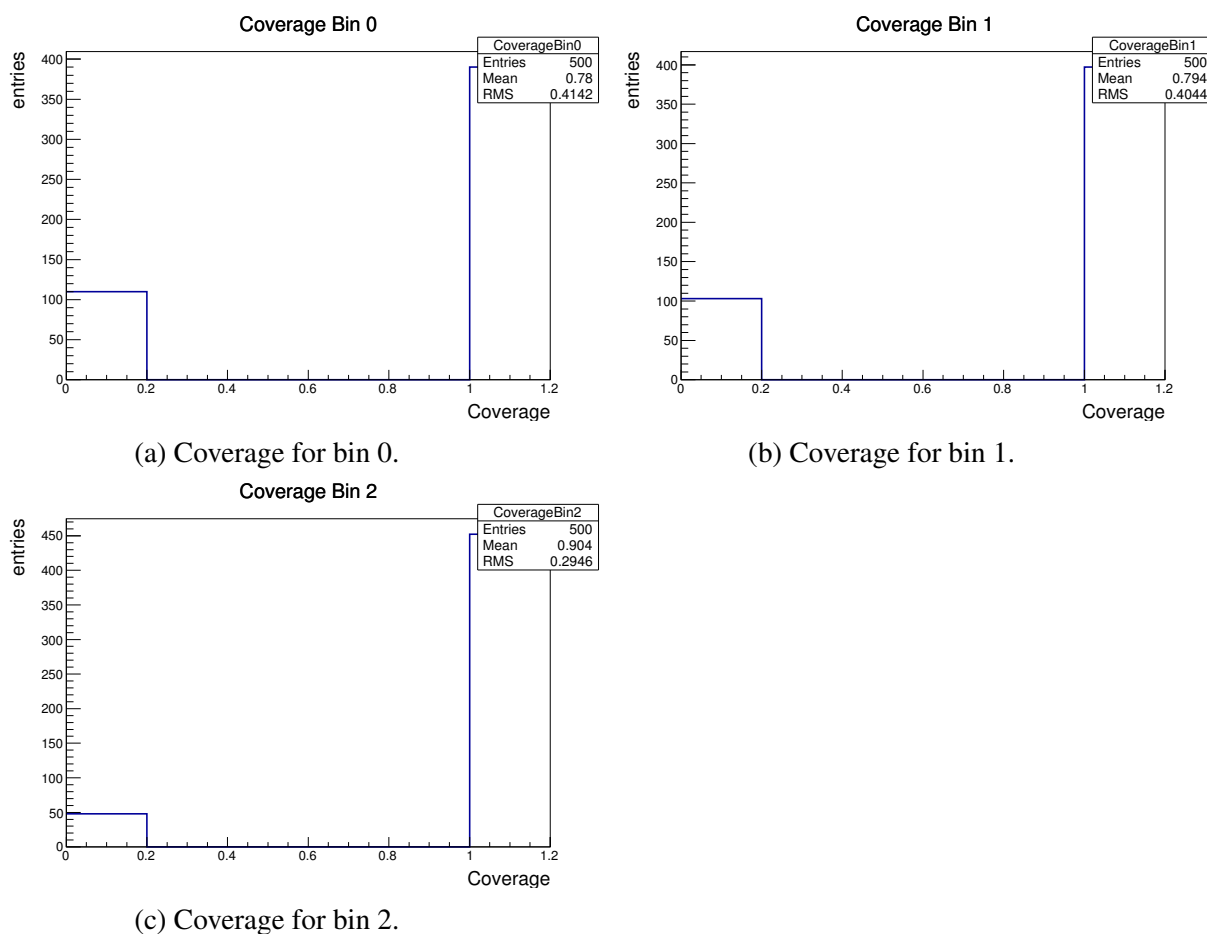 Coverage Bin 0
entries
400
350
300
250
200
150
100
50
0
0 0.2 0.4 0.6 0.8 1 1.2
Coverage
CoverageBin0
Entries 500
Mean 0.78
RMS 0.4142
(a) Coverage for bin 0.
Coverage Bin 1
entries
400
350
300
250
200
150
100
50
0
0 0.2 0.4 0.6 0.8 1 1.2
Coverage
CoverageBin1
Entries 500
Mean 0.794
RMS 0.4044
(b) Coverage for bin 1.
Coverage Bin 2
entries
450
400
350
300
250
200
150
100
50
0
0 0.2 0.4 0.6 0.8 1 1.2
Coverage
CoverageBin2
Entries 500
Mean 0.904
RMS 0.2946
(c) Coverage for bin 2.